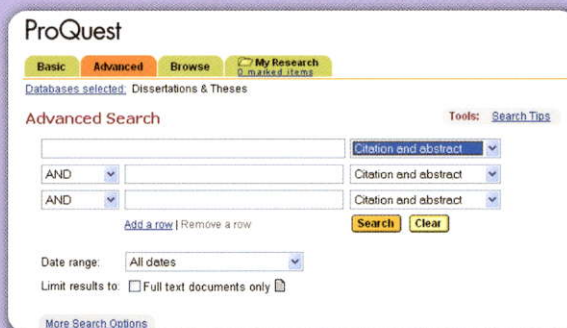 ProQuest
Basic Advanced Browse My Research
0 marked items
Databases selected: Dissertations & Theses
Advanced Search Tools: Search Tips
Citation and abstract
AND Citation and abstract
AND Citation and abstract
Add a row | Remove a row Search Clear
Date range: All dates
Limit results to: Full text documents only
More Search Options